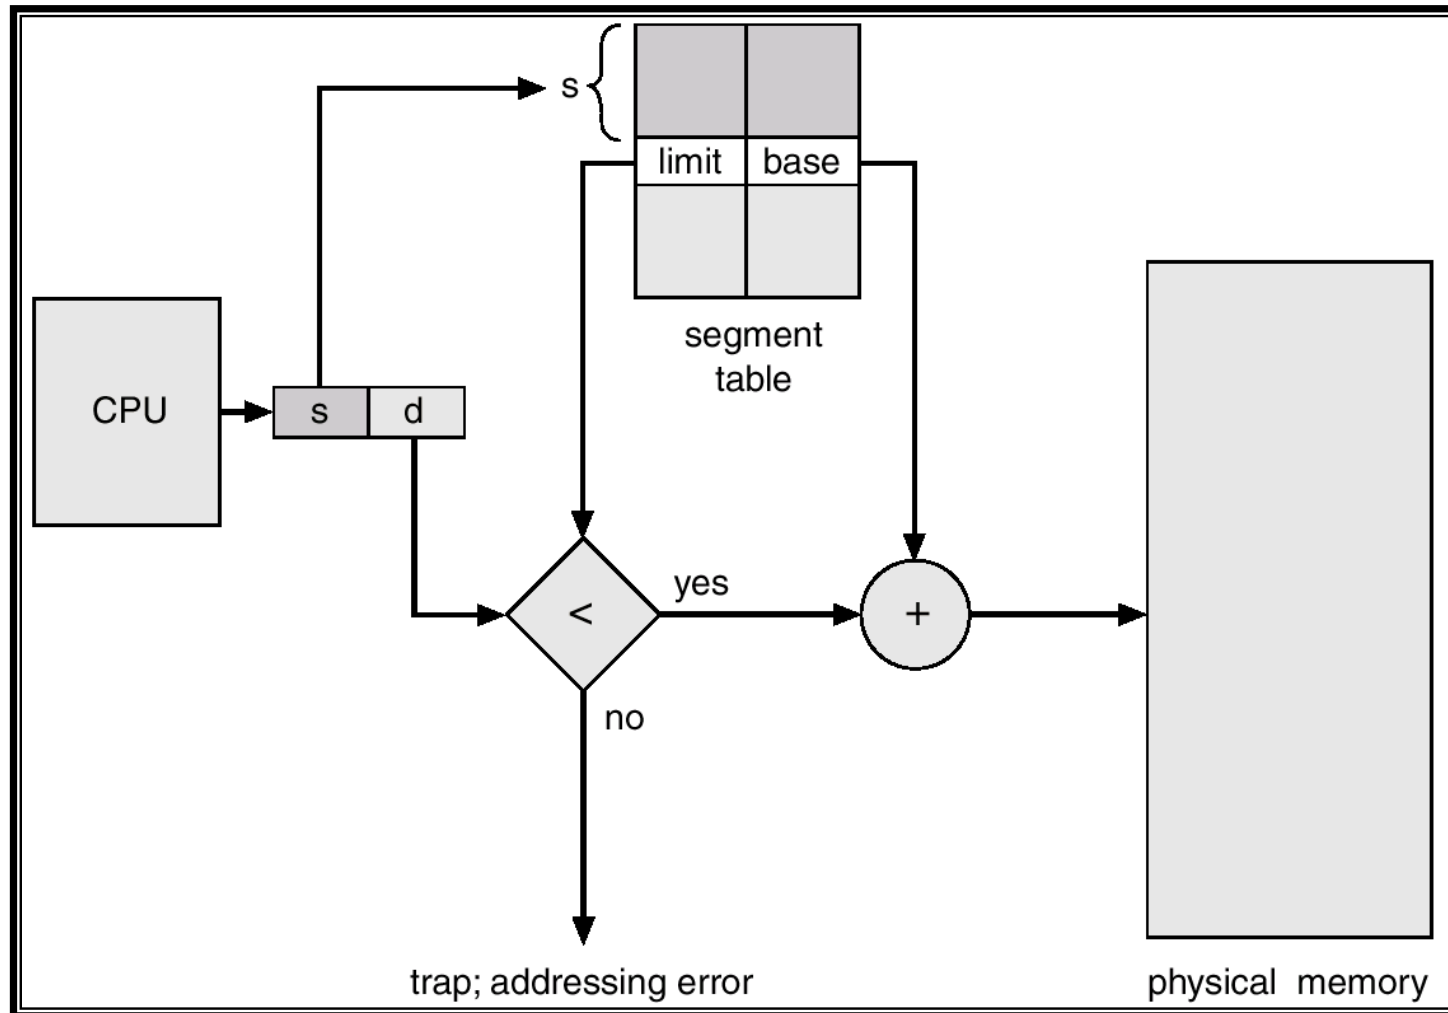 s
limit base
segment
table
CPU
s d
<
yes
+
no
trap; addressing error
physical memory